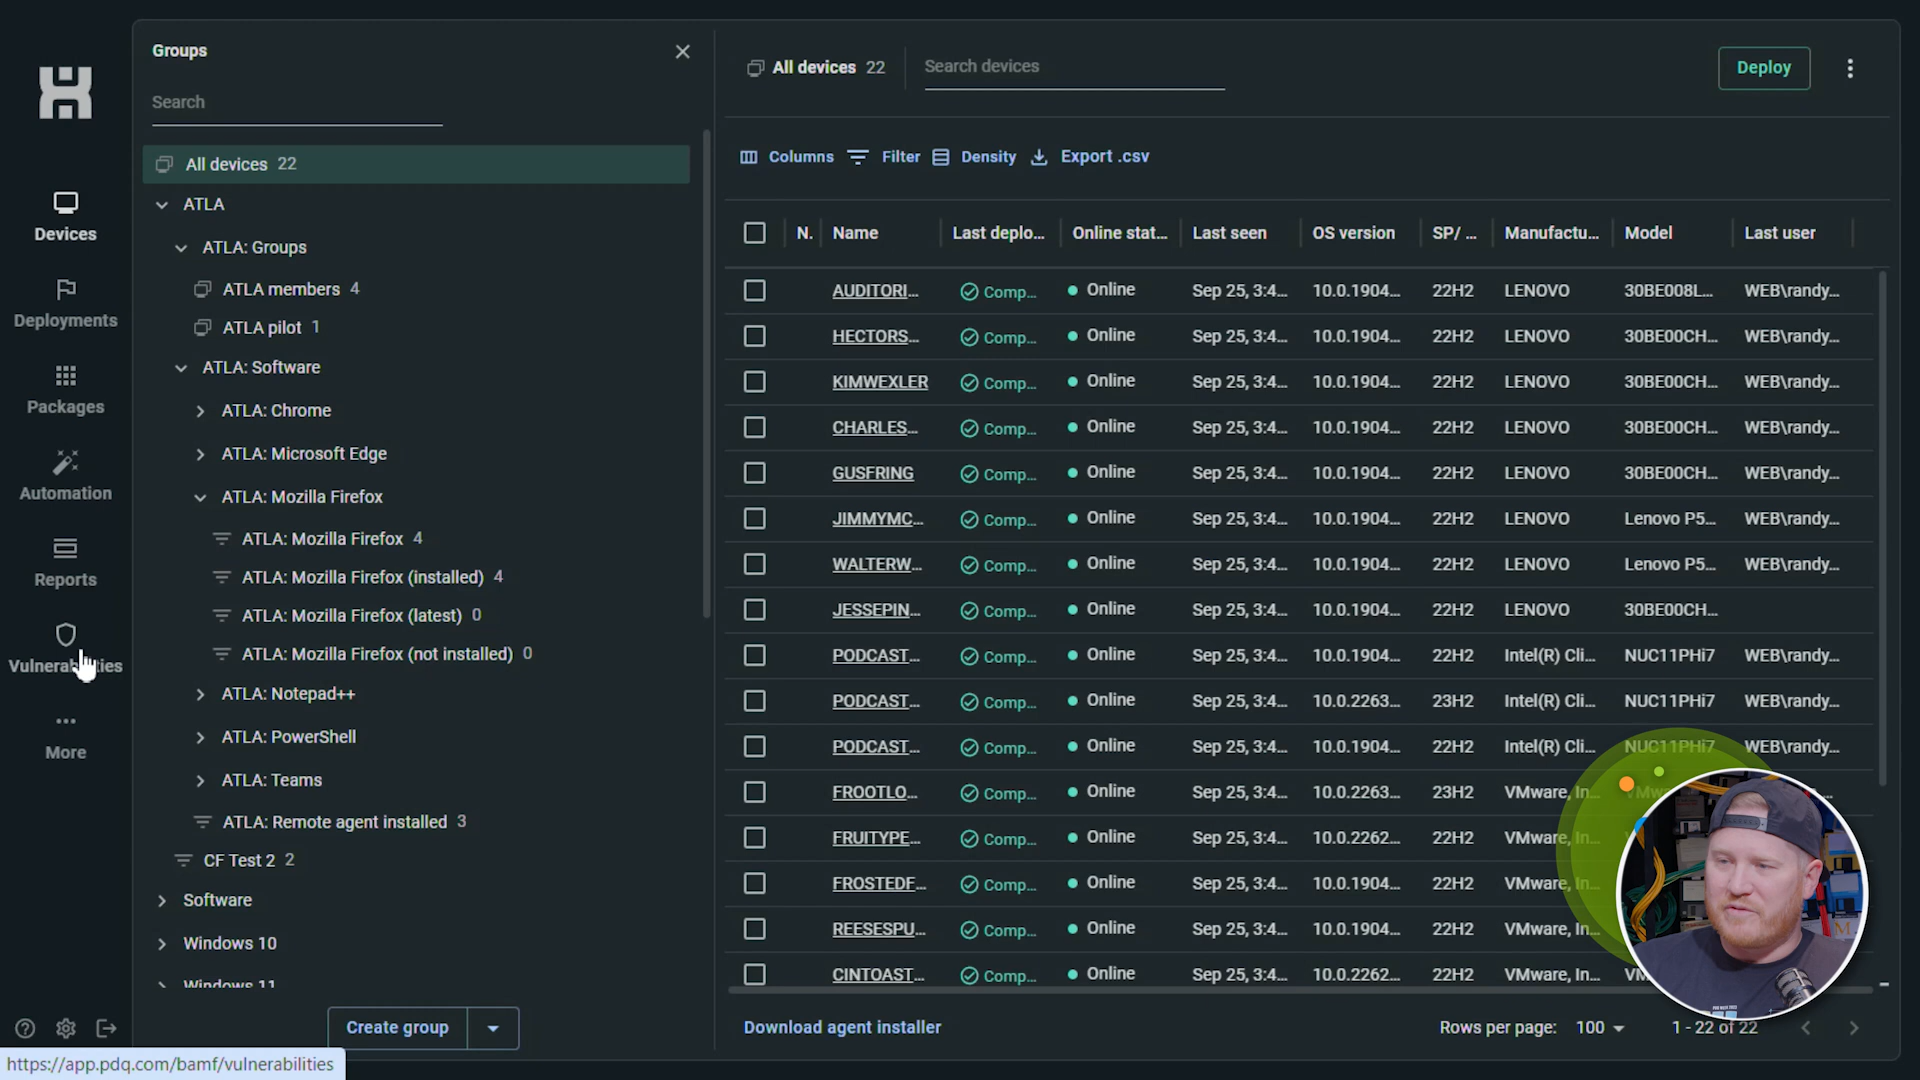 Groups
Search
All devices 22
ATLA
ATLA: Groups
ATLA members 4
ATLA pilot 1
ATLA: Software
ATLA: Chrome
ATLA: Microsoft Edge
ATLA: Mozilla Firefox
ATLA: Mozilla Firefox 4
ATLA: Mozilla Firefox (installed) 4
ATLA: Mozilla Firefox (latest) 0
ATLA: Mozilla Firefox (not installed) 0
ATLA: Notepad++
ATLA: PowerShell
ATLA: Teams
ATLA: Remote agent installed 3
CF Test 2 2
Software
Windows 10
Windows 11
Create group
Devices
Deployments
Packages
Automation
Reports
More
https://app.pdq.com/bamf/vulnerabilities
All devices 22
Search devices
Deploy
Columns Filter Density Export .csv
N. Name Last deplo... Online stat... Last seen OS version SP/ ... Manufactu... Model Last user
AUDITORI... Comp... Online Sep 25, 3:4... 10.0.1904... 22H2 LENOVO 30BE008L... WEB\randy...
HECTORS... Comp... Online Sep 25, 3:4... 10.0.1904... 22H2 LENOVO 30BE00CH... WEB\randy...
KIMWEXLER Comp... Online Sep 25, 3:4... 10.0.1904... 22H2 LENOVO 30BE00CH... WEB\randy...
CHARLES... Comp... Online Sep 25, 3:4... 10.0.1904... 22H2 LENOVO 30BE00CH... WEB\randy...
GUSFRING Comp... Online Sep 25, 3:4... 10.0.1904... 22H2 LENOVO 30BE00CH... WEB\randy...
JIMMYMC... Comp... Online Sep 25, 3:4... 10.0.1904... 22H2 LENOVO Lenovo P5... WEB\randy...
WALTERW... Comp... Online Sep 25, 3:4... 10.0.1904... 22H2 LENOVO Lenovo P5... WEB\randy...
JESSEPIN... Comp... Online Sep 25, 3:4... 10.0.1904... 22H2 LENOVO 30BE00CH...
PODCAST... Comp... Online Sep 25, 3:4... 10.0.1904... 22H2 Intel(R) Cli... NUC11PHi7 WEB\randy...
PODCAST... Comp... Online Sep 25, 3:4... 10.0.2263... 23H2 Intel(R) Cli... NUC11PHi7 WEB\randy...
PODCAST... Comp... Online Sep 25, 3:4... 10.0.1904... 22H2 Intel(R) Cli... NUC11PHi7 WEB\randy...
FROOTLO... Comp... Online Sep 25, 3:4... 10.0.2263... 23H2 VMware, In...
FRUITYPE... Comp... Online Sep 25, 3:4... 10.0.2262... 22H2 VMware, In...
FROSTEDF... Comp... Online Sep 25, 3:4... 10.0.1904... 22H2 VMware, In...
REESESPU... Comp... Online Sep 25, 3:4... 10.0.1904... 22H2 VMware, In...
CINTOAST... Comp... Online Sep 25, 3:4... 10.0.2262... 22H2 VMware, In...
Download agent installer
Rows per page: 100 1 - 22 of 22